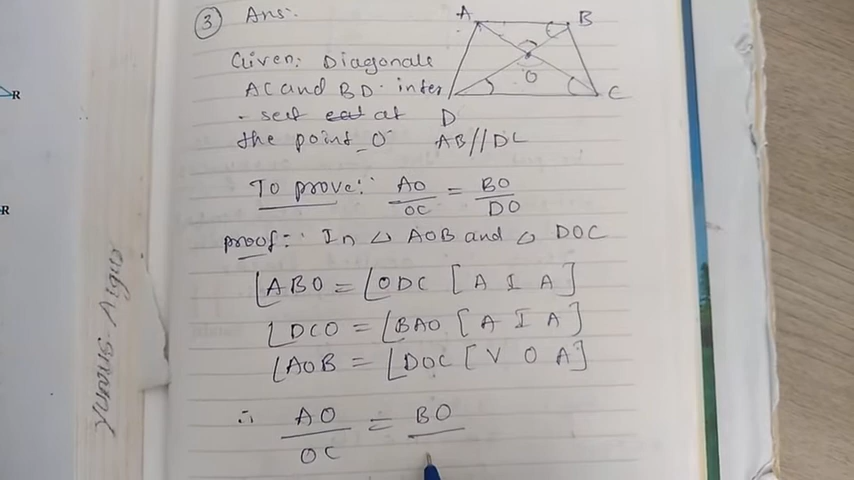 3 Ans:
A B
Given: Diagonals
AC and BD inter
- sect at
the point O
O
C
D
AB//DC
To prove: AO/OC = BO/DO
proof: In △ AOB and △ DOC
∠ABO = ∠ODC [A I A]
∠DCO = ∠BAO [A I A]
∠AOB = ∠DOC [V O A]
∴ AO/OC = BO
R
R